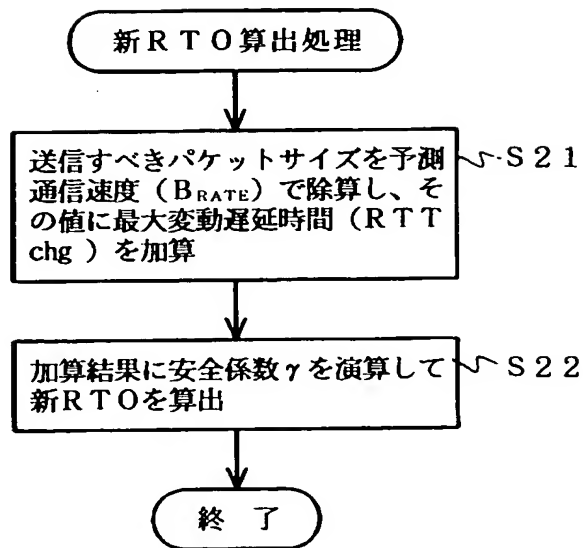 新RTO算出処理
送信すべきパケットサイズを予測
通信速度(BRATE)で除算し、そ
の値に最大変動遅延時間(RTT
chg)を加算
S21
加算結果に安全係数γを演算して
新RTOを算出
S22
終了